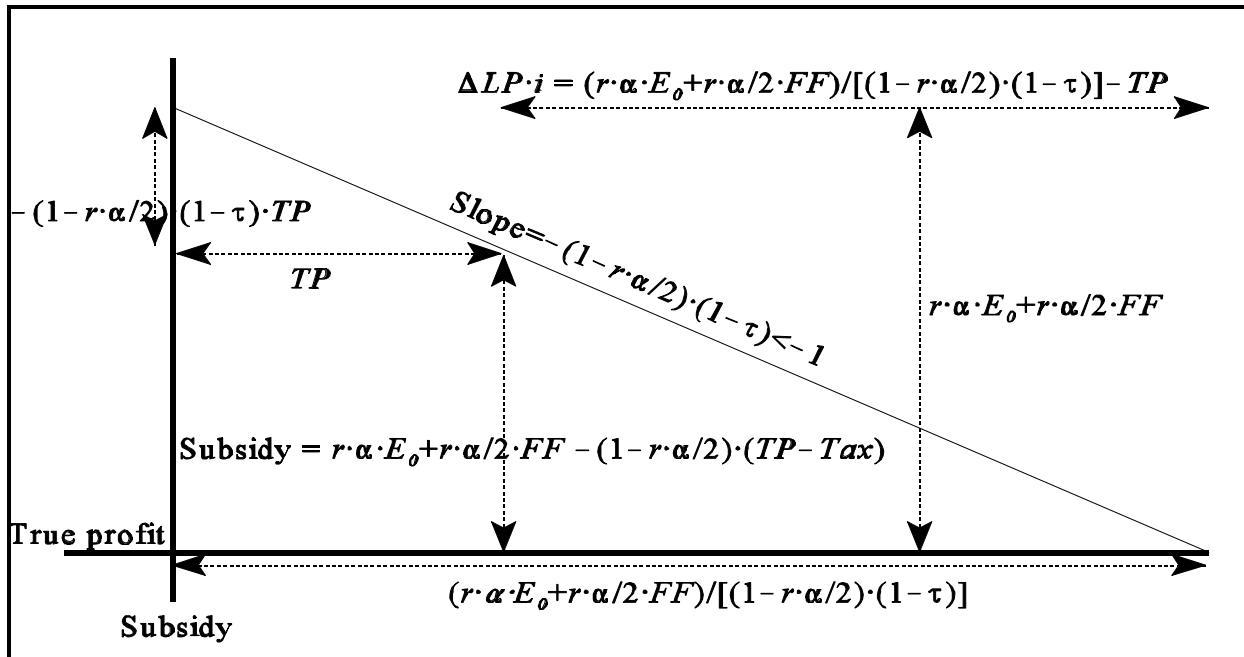 ΔLP·i = (r·α·E₀+r·α/2·FF)/[(1−r·α/2)·(1−τ)]−TP
−(1−r·α/2)·(1−τ)·TP
TP
Slope=−(1−r·α/2)·(1−τ)<−1
r·α·E₀+r·α/2·FF
Subsidy = r·α·E₀+r·α/2·FF −(1−r·α/2)·(TP−Tax)
True profit
(r·α·E₀+r·α/2·FF)/[(1−r·α/2)·(1−τ)]
Subsidy